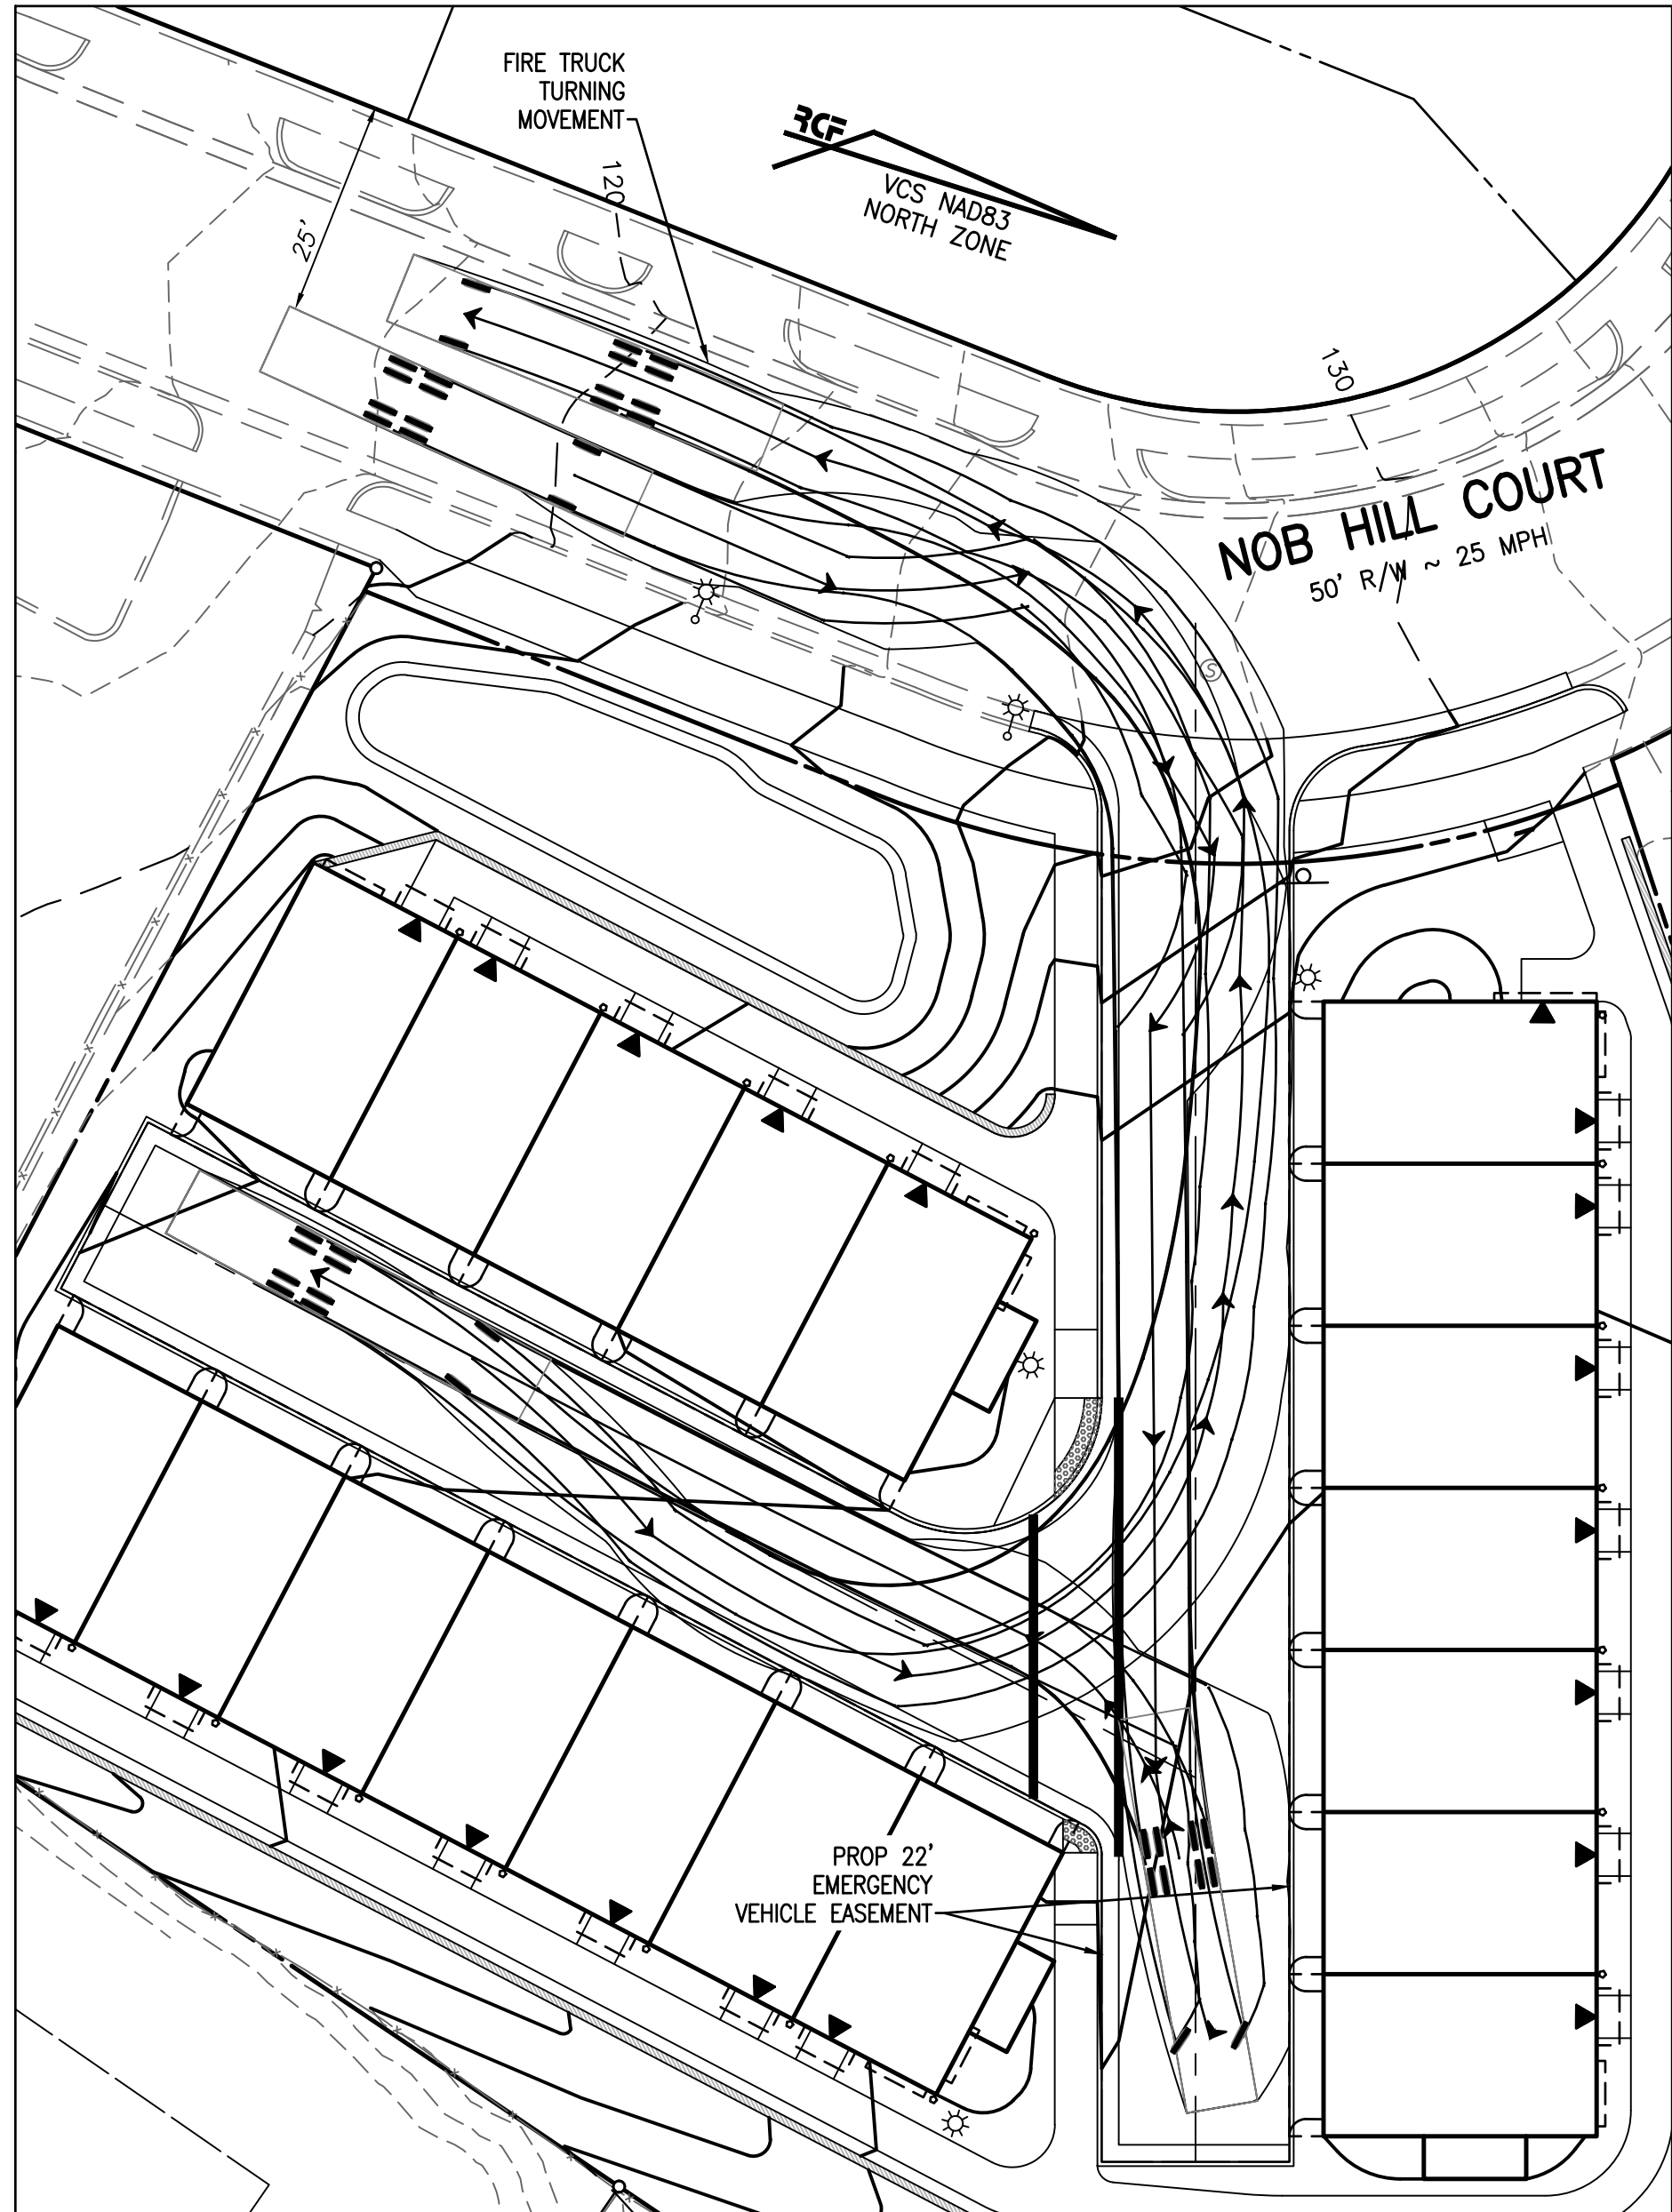 FIRE TRUCK
TURNING
MOVEMENT
120
RCF
VCS NAD83
NORTH ZONE
25'
130
NOB HILL COURT
50' R/W ~ 25 MPH
S
PROP 22'
EMERGENCY
VEHICLE EASEMENT